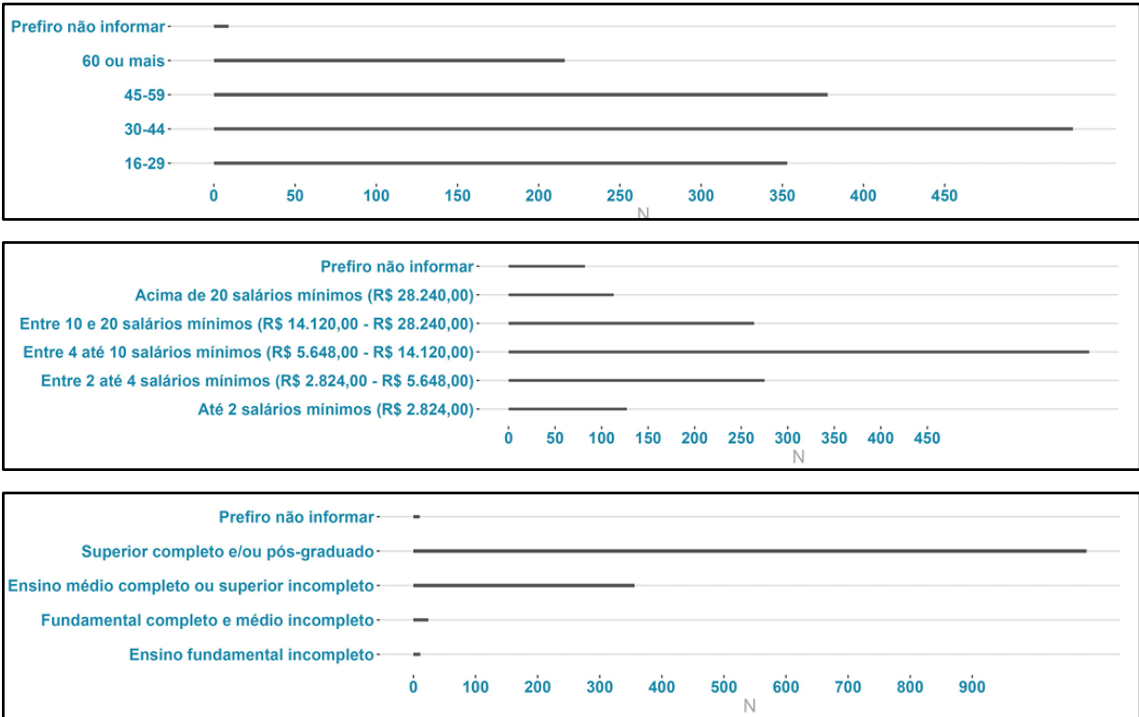 Prefiro não informar
60 ou mais
45-59
30-44
16-29
0 50 100 150 200 250 300 350 400 450
N
Prefiro não informar
Acima de 20 salários mínimos (R$ 28.240,00)
Entre 10 e 20 salários mínimos (R$ 14.120,00 - R$ 28.240,00)
Entre 4 até 10 salários mínimos (R$ 5.648,00 - R$ 14.120,00)
Entre 2 até 4 salários mínimos (R$ 2.824,00 - R$ 5.648,00)
Até 2 salários mínimos (R$ 2.824,00)
0 50 100 150 200 250 300 350 400 450
N
Prefiro não informar
Superior completo e/ou pós-graduado
Ensino médio completo ou superior incompleto
Fundamental completo e médio incompleto
Ensino fundamental incompleto
0 100 200 300 400 500 600 700 800 900
N